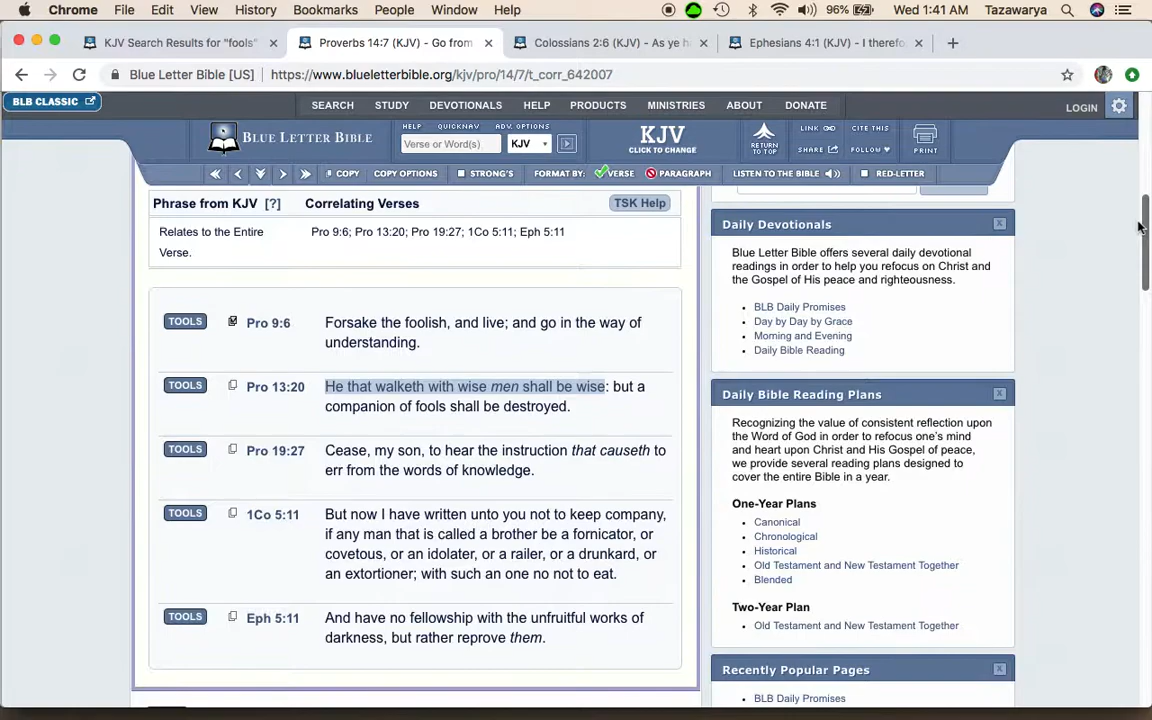 Chrome File Edit View History Bookmarks People Window Help 96% Wed 1:41 AM Tazawarya
KJV Search Results for "fools" × Proverbs 14:7 (KJV) - Go from × Colossians 2:6 (KJV) - As ye h × Ephesians 4:1 (KJV) - I therefo ×
Blue Letter Bible [US] https://www.blueletterbible.org/kjv/pro/14/7/t_corr_642007
BLB CLASSIC
SEARCH STUDY DEVOTIONALS HELP PRODUCTS MINISTRIES ABOUT DONATE LOGIN
BLUE LETTER BIBLE
HELP QUICKNAV ADV. OPTIONS
Verse or Word(s) KJV
KJV
CLICK TO CHANGE
RETURN
TO TOP
LINK CITE THIS
SHARE FOLLOW
PRINT
COPY COPY OPTIONS STRONG'S FORMAT BY: VERSE PARAGRAPH LISTEN TO THE BIBLE RED-LETTER
Phrase from KJV [?] Correlating Verses TSK Help
Relates to the Entire Pro 9:6; Pro 13:20; Pro 19:27; 1Co 5:11; Eph 5:11
Verse.
TOOLS Pro 9:6 Forsake the foolish, and live; and go in the way of
understanding.
TOOLS Pro 13:20 He that walketh with wise men shall be wise: but a
companion of fools shall be destroyed.
TOOLS Pro 19:27 Cease, my son, to hear the instruction that causeth to
err from the words of knowledge.
TOOLS 1Co 5:11 But now I have written unto you not to keep company,
if any man that is called a brother be a fornicator, or
covetous, or an idolater, or a railer, or a drunkard, or
an extortioner; with such an one no not to eat.
TOOLS Eph 5:11 And have no fellowship with the unfruitful works of
darkness, but rather reprove them.
Daily Devotionals
BLB offers several daily devotional
readings in order to help you refocus on Christ and
the Gospel of His peace and righteousness.
BLB Daily Promises
Day by Day by Grace
Morning and Evening
Daily Bible Reading
Daily Bible Reading Plans
Recognizing the value of consistent reflection upon
the Word of God in order to refocus one's mind
and heart upon Christ and His Gospel of peace,
we provide several reading plans designed to
cover the entire Bible in a year.
One-Year Plans
Canonical
Chronological
Historical
Old Testament and New Testament Together
Blended
Two-Year Plan
Old Testament and New Testament Together
Recently Popular Pages
BLB Daily Promises